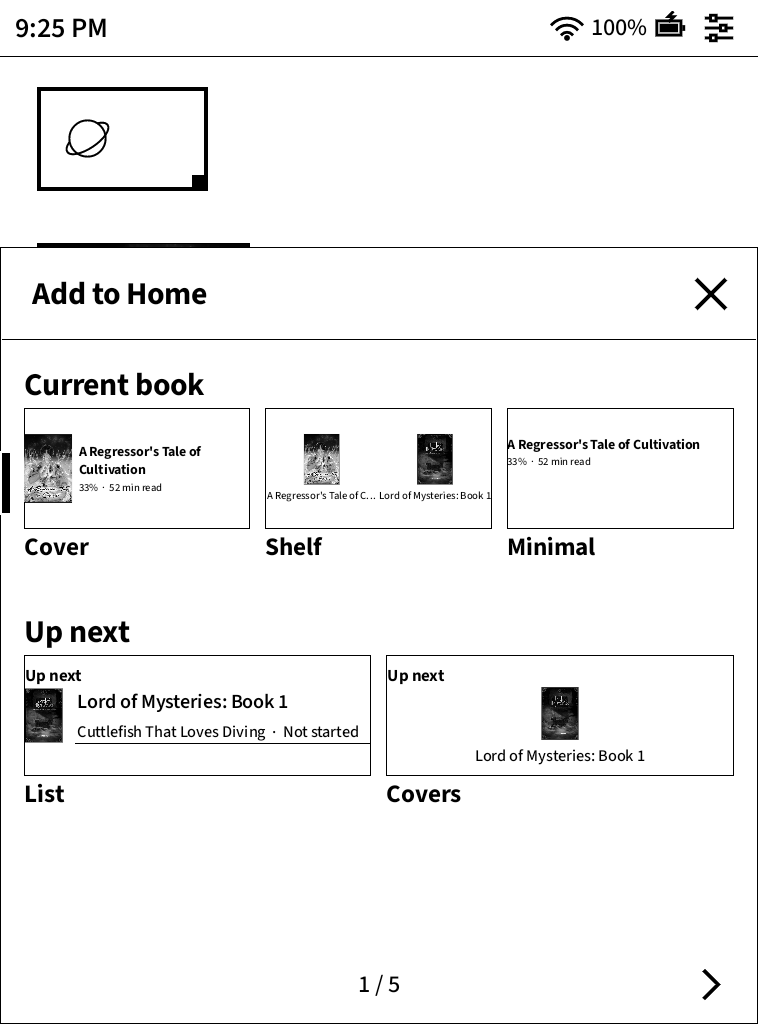 9:25 PM
100%
Add to Home
Current book
A Regressor's Tale of
Cultivation
33% · 52 min read
A Regressor's Tale of C... Lord of Mysteries: Book 1
A Regressor's Tale of Cultivation
33% · 52 min read
Cover
Shelf
Minimal
Up next
Up next
Lord of Mysteries: Book 1
Cuttlefish That Loves Diving · Not started
Up next
Lord of Mysteries: Book 1
List
Covers
1 / 5